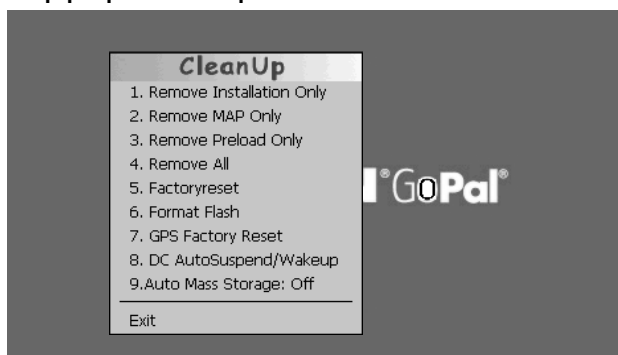 CleanUp
1. Remove Installation Only
2. Remove MAP Only
3. Remove Preload Only
4. Remove All
5. Factoryreset
6. Format Flash
7. GPS Factory Reset
8. DC AutoSuspend/Wakeup
9.Auto Mass Storage: Off
Exit
®GoPal®